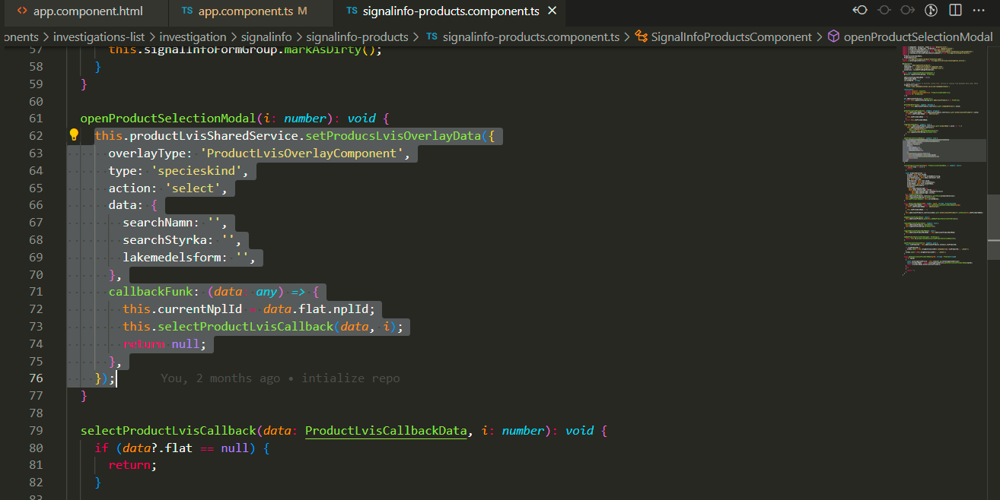 app.component.html
TS app.component.ts M
TS signalinfo-products.component.ts
onents > investigations-list > investigation > signalinfo > signalinfo-products > TS signalinfo-products.component.ts > SignalInfoProductsComponent > openProductSelectionModal
57 this.signalInfoFormGroup.markAsDirty();
58 }
59 }
60
61 openProductSelectionModal(i: number): void {
62 this.productLvisSharedService.setProducsLvisOverlayData({
63 overlayType: 'ProductLvisOverlayComponent',
64 type: 'specieskind',
65 action: 'select',
66 data: {
67 searchNamn: '',
68 searchStyrka: '',
69 lakemedelsform: '',
70 },
71 callbackFunk: (data: any) => {
72 this.currentNplId = data.flat.nplId;
73 this.selectProductLvisCallback(data, i);
74 return null;
75 },
76 }); You, 2 months ago • intialize repo
77 }
78
79 selectProductLvisCallback(data: ProductLvisCallbackData, i: number): void {
80 if (data?.flat == null) {
81 return;
82 }
83